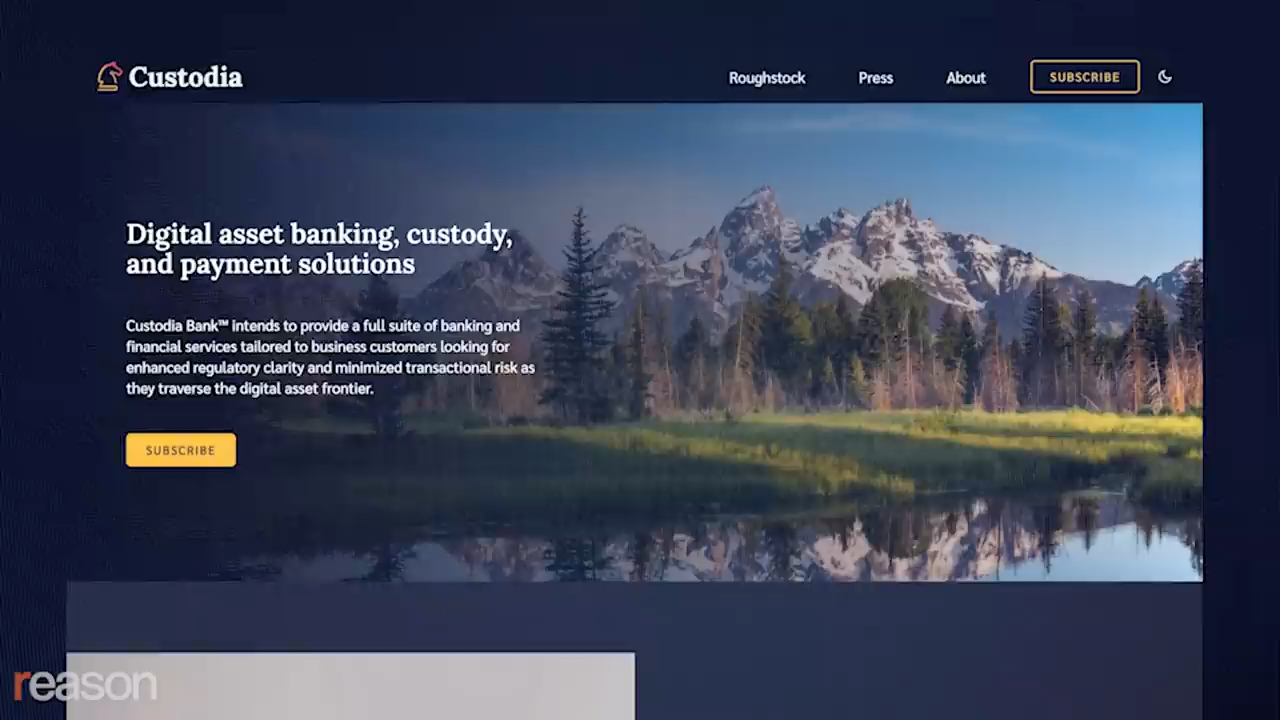 Custodia
Roughstock
Press
About
SUBSCRIBE
Digital asset banking, custody,
and payment solutions
Custodia Bank™ intends to provide a full suite of banking and
financial services tailored to business customers looking for
enhanced regulatory clarity and minimized transactional risk as
they traverse the digital asset frontier.
SUBSCRIBE
reason